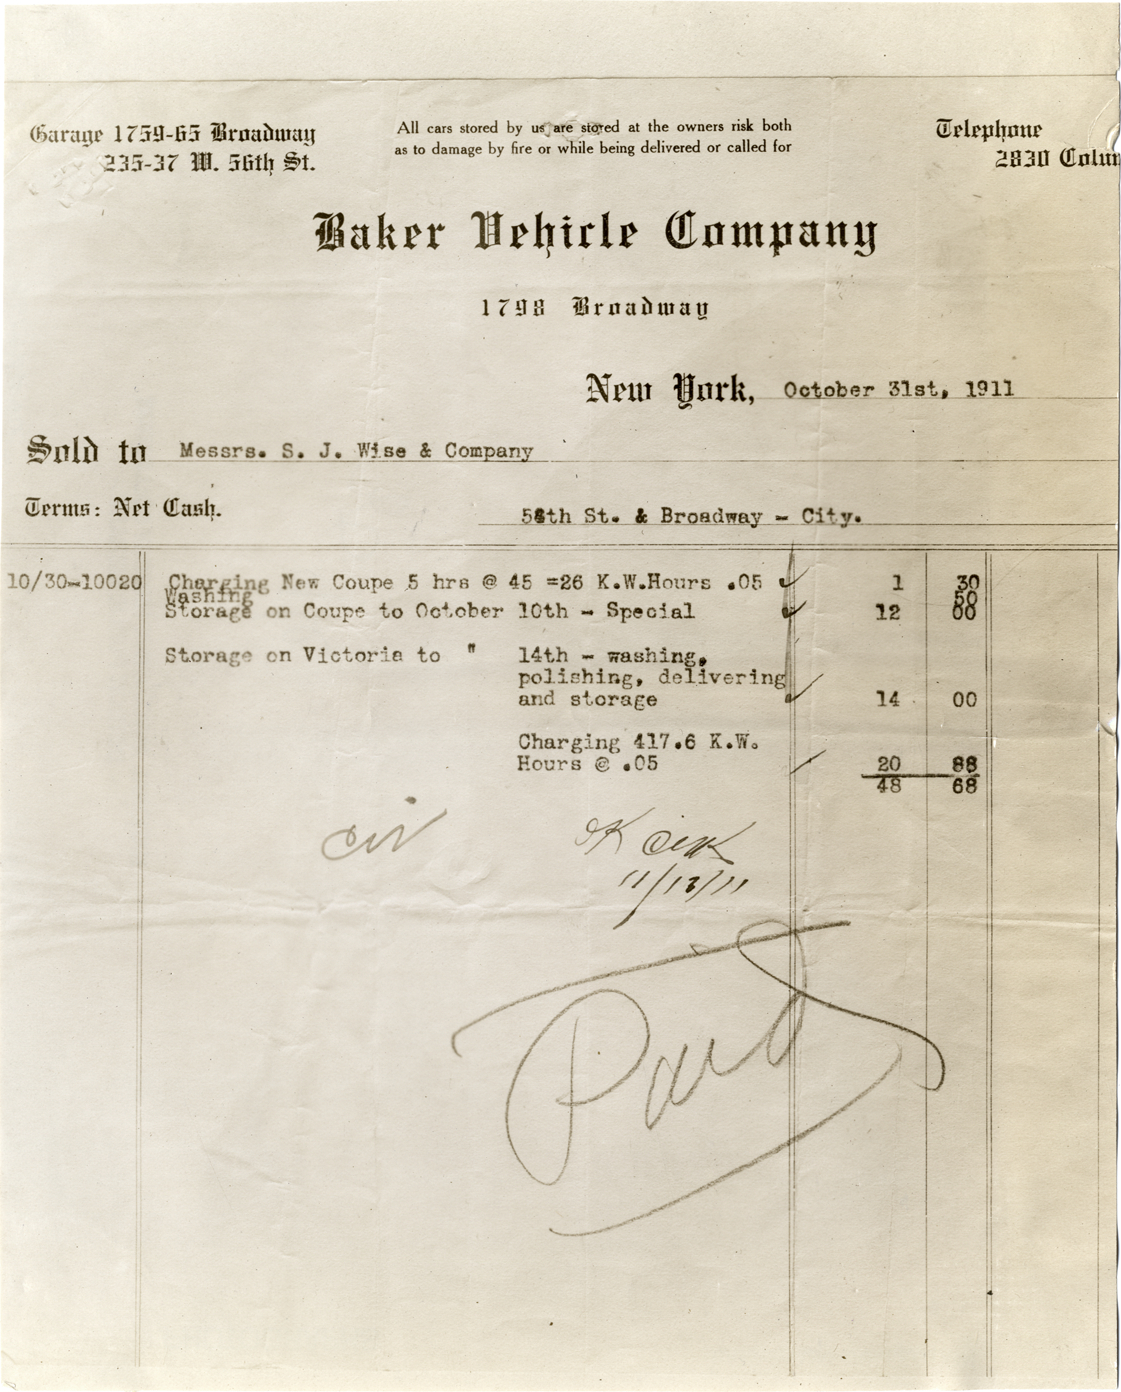 Garage 1759-65 Broadway
235-37 W. 56th St.
All cars stored by us are stored at the owners risk both
as to damage by fire or while being delivered or called for
Telephone
2830 Colum
Baker Vehicle Company
1798 Broadway
New York, October 31st, 1911
Sold to Messrs. S. J. Wise & Company
Terms: Net Cash.
58th St. & Broadway - City.
10/30-10020 Charging New Coupe 5 hrs @ 45 =26 K.W.Hours .05 1 30
Washing 50
Storage on Coupe to October 10th - Special 12 00
Storage on Victoria to " 14th - washing,
polishing, delivering
and storage 14 00
Charging 417.6 K.W.
Hours @ .05 20 88
48 68
OK
11/13/11
Paid